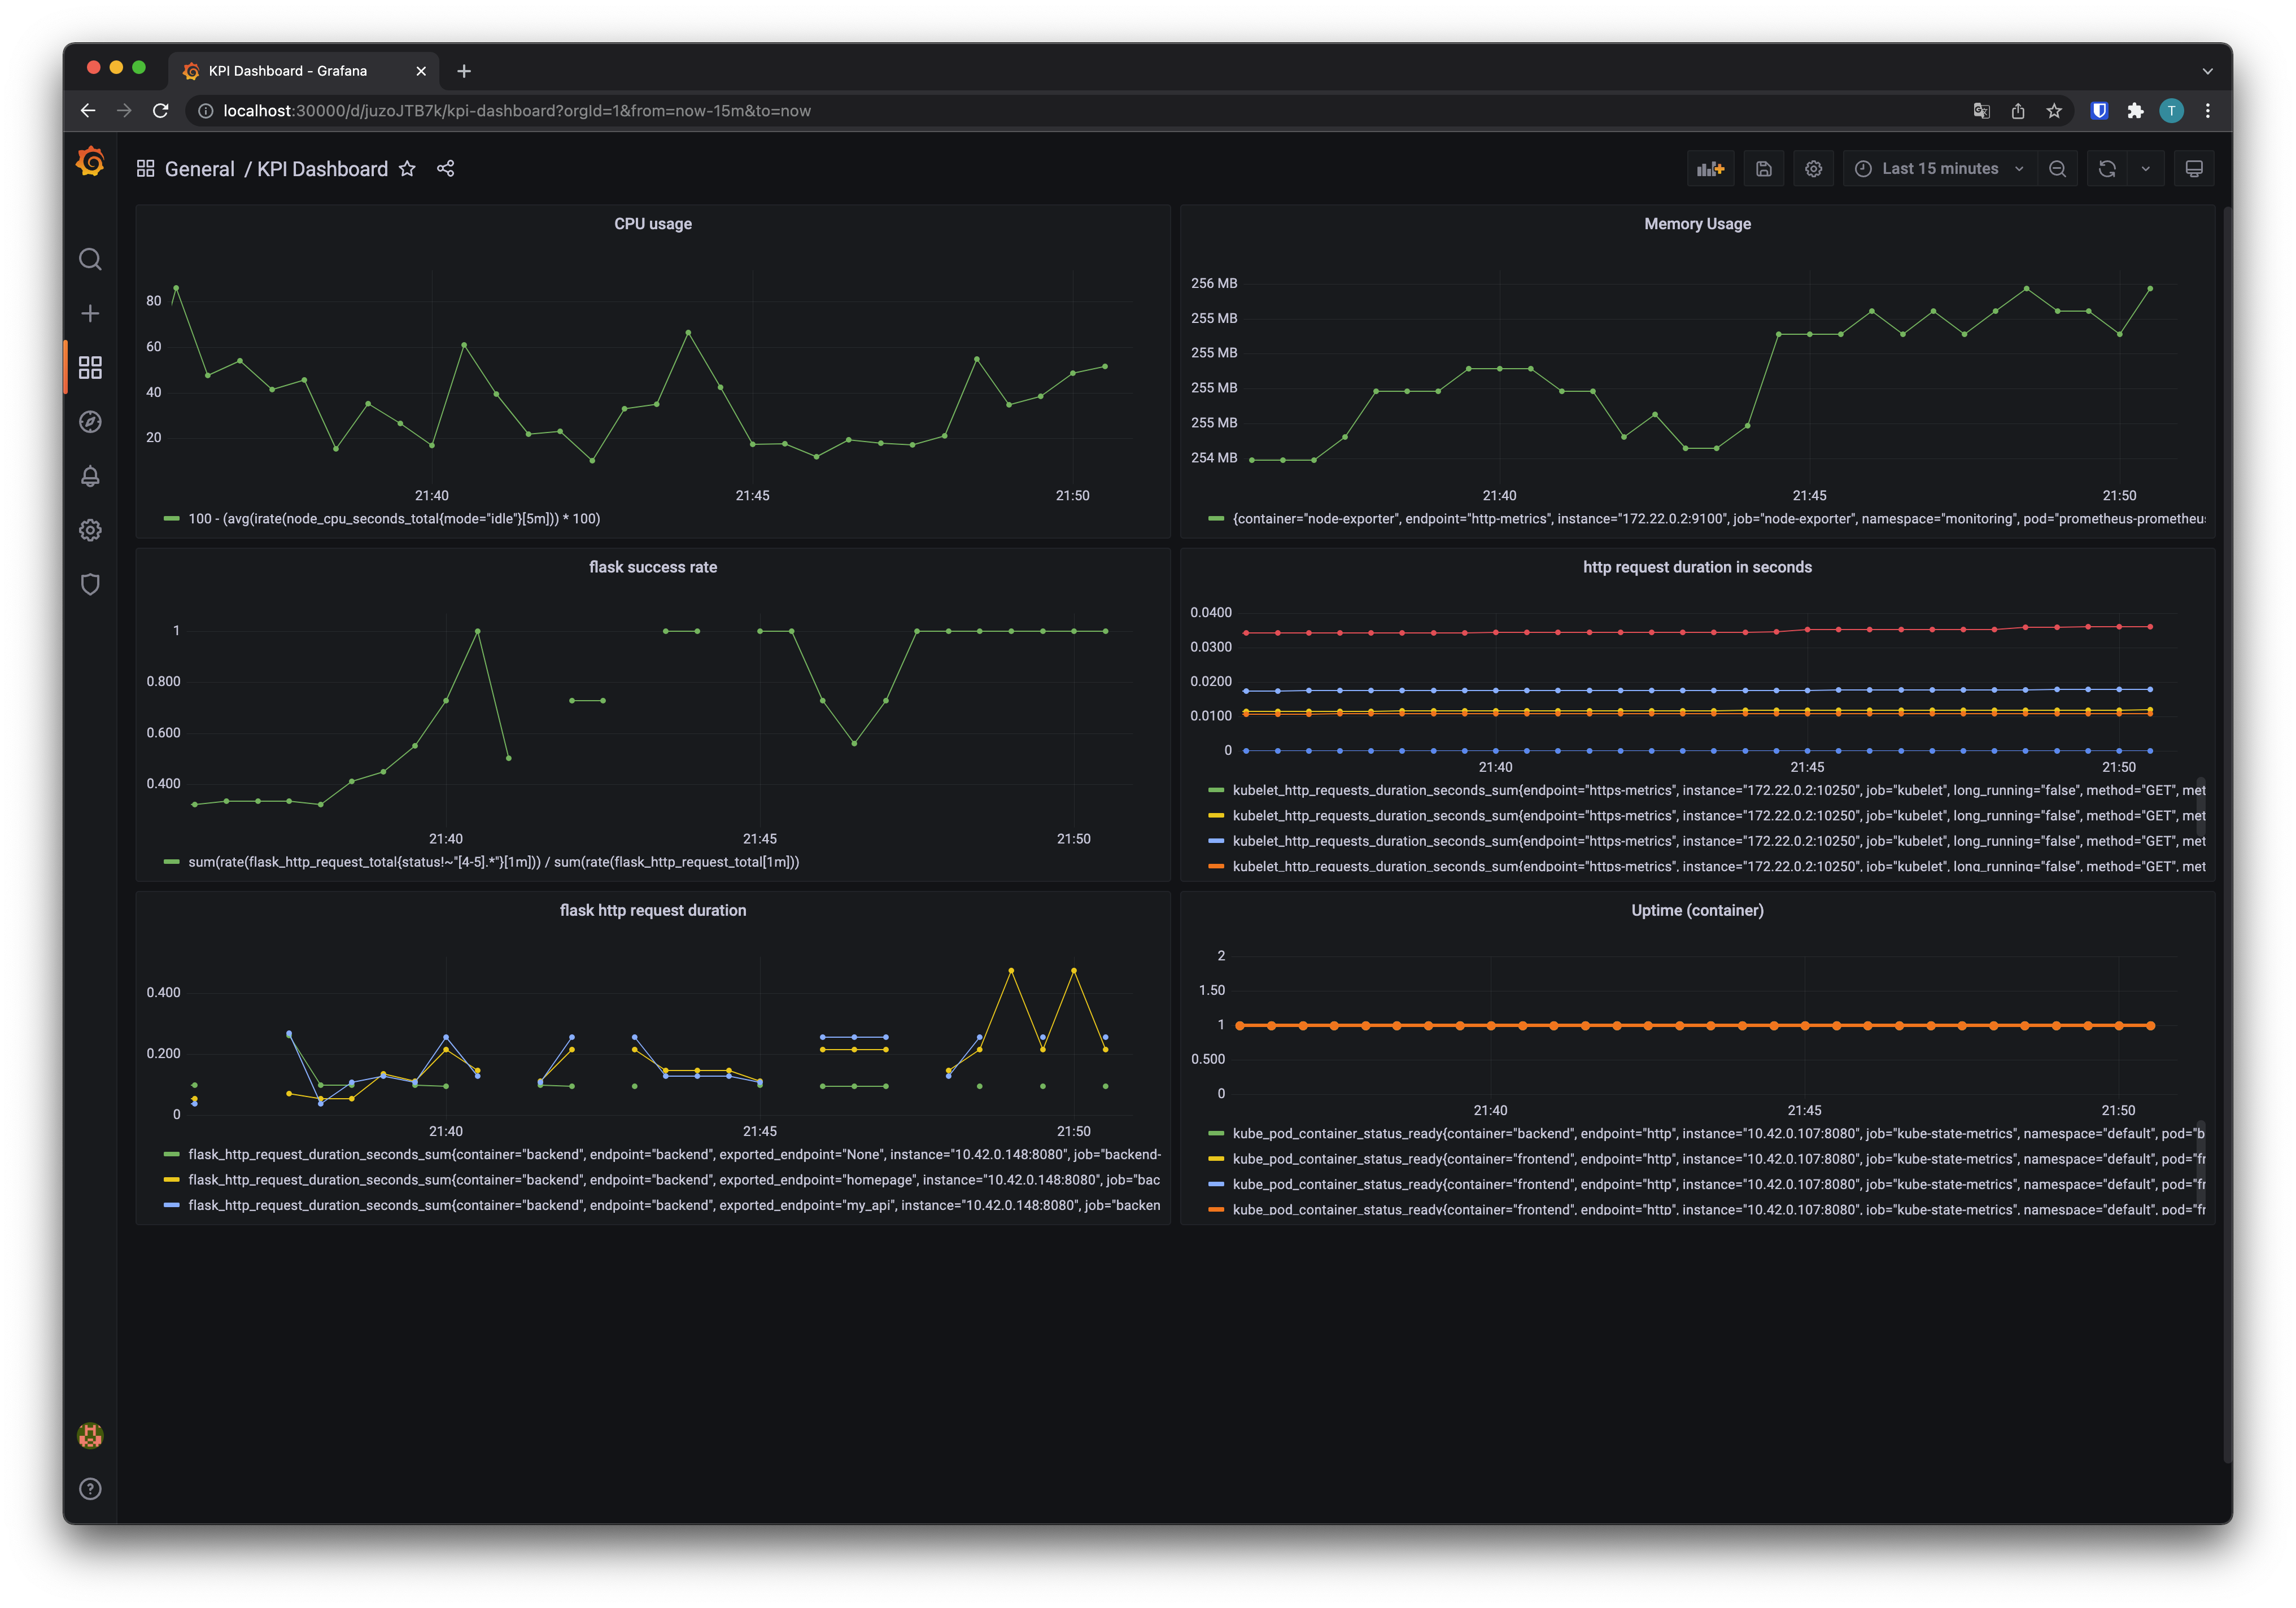 KPI Dashboard - Grafana
localhost:30000/d/juzoJTB7k/kpi-dashboard?orgId=1&from=now-15m&to=now
T
General / KPI Dashboard
Last 15 minutes
CPU usage
80
60
40
20
21:40 21:45 21:50
100 - (avg(irate(node_cpu_seconds_total{mode="idle"}[5m])) * 100)
Memory Usage
256 MB
255 MB
255 MB
255 MB
255 MB
254 MB
21:40 21:45 21:50
{container="node-exporter", endpoint="http-metrics", instance="172.22.0.2:9100", job="node-exporter", namespace="monitoring", pod="prometheus-prometheus
flask success rate
1
0.800
0.600
0.400
21:40 21:45 21:50
sum(rate(flask_http_request_total{status!~"[4-5].*"}[1m])) / sum(rate(flask_http_request_total[1m]))
http request duration in seconds
0.0400
0.0300
0.0200
0.0100
0
21:40 21:45 21:50
kubelet_http_requests_duration_seconds_sum{endpoint="https-metrics", instance="172.22.0.2:10250", job="kubelet", long_running="false", method="GET", met
kubelet_http_requests_duration_seconds_sum{endpoint="https-metrics", instance="172.22.0.2:10250", job="kubelet", long_running="false", method="GET", met
kubelet_http_requests_duration_seconds_sum{endpoint="https-metrics", instance="172.22.0.2:10250", job="kubelet", long_running="false", method="GET", met
kubelet_http_requests_duration_seconds_sum{endpoint="https-metrics", instance="172.22.0.2:10250", job="kubelet", long_running="false", method="GET", met
flask http request duration
0.400
0.200
0
21:40 21:45 21:50
flask_http_request_duration_seconds_sum{container="backend", endpoint="backend", exported_endpoint="None", instance="10.42.0.148:8080", job="backend-
flask_http_request_duration_seconds_sum{container="backend", endpoint="backend", exported_endpoint="homepage", instance="10.42.0.148:8080", job="bac
flask_http_request_duration_seconds_sum{container="backend", endpoint="backend", exported_endpoint="my_api", instance="10.42.0.148:8080", job="backen
Uptime (container)
2
1.50
1
0.500
0
21:40 21:45 21:50
kube_pod_container_status_ready{container="backend", endpoint="http", instance="10.42.0.107:8080", job="kube-state-metrics", namespace="default", pod="b
kube_pod_container_status_ready{container="frontend", endpoint="http", instance="10.42.0.107:8080", job="kube-state-metrics", namespace="default", pod="fr
kube_pod_container_status_ready{container="frontend", endpoint="http", instance="10.42.0.107:8080", job="kube-state-metrics", namespace="default", pod="fr
kube_pod_container_status_ready{container="frontend", endpoint="http", instance="10.42.0.107:8080", job="kube-state-metrics", namespace="default", pod="fr